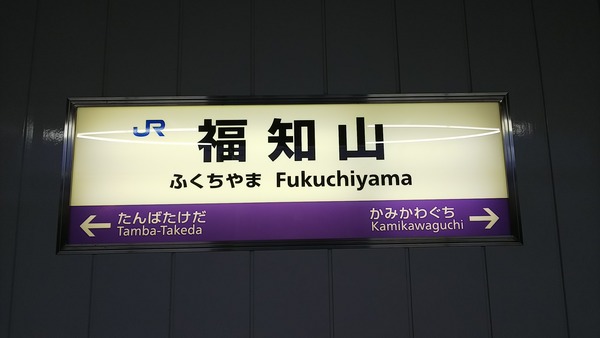 JR 福知山
ふくちやま Fukuchiyama
← たんばたけだ かみかわぐち →
Tamba-Takeda Kamikawaguchi